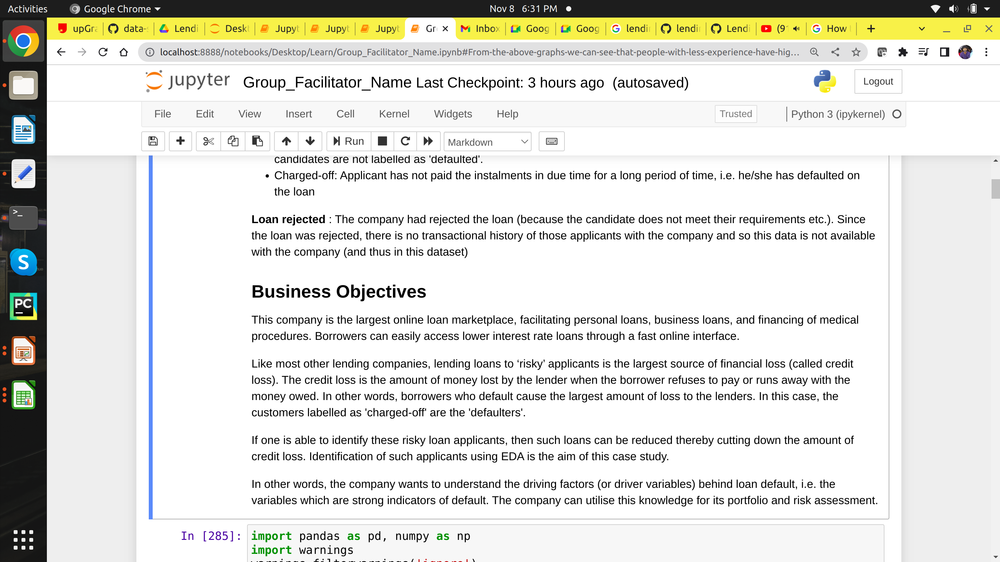 Activities Google Chrome Nov 8 6:31 PM
upGra data-s Lendi Deskt Jupyt Jupyt Jupyt Gr Inbox Goog Goog lendin lendin Lendi (9 How
localhost:8888/notebooks/Desktop/Learn/Group_Facilitator_Name.ipynb#From-the-above-graphs-we-can-see-that-people-with-less-experience-have-hig...
jupyter Group_Facilitator_Name Last Checkpoint: 3 hours ago (autosaved) Logout
File Edit View Insert Cell Kernel Widgets Help Trusted Python 3 (ipykernel)
Run Markdown
candidates are not labelled as 'defaulted'.
• Charged-off: Applicant has not paid the instalments in due time for a long period of time, i.e. he/she has defaulted on
the loan
Loan rejected : The company had rejected the loan (because the candidate does not meet their requirements etc.). Since
the loan was rejected, there is no transactional history of those applicants with the company and so this data is not available
with the company (and thus in this dataset)
Business Objectives
This company is the largest online loan marketplace, facilitating personal loans, business loans, and financing of medical
procedures. Borrowers can easily access lower interest rate loans through a fast online interface.
Like most other lending companies, lending loans to ‘risky’ applicants is the largest source of financial loss (called credit
loss). The credit loss is the amount of money lost by the lender when the borrower refuses to pay or runs away with the
money owed. In other words, borrowers who default cause the largest amount of loss to the lenders. In this case, the
customers labelled as 'charged-off' are the 'defaulters'.
If one is able to identify these risky loan applicants, then such loans can be reduced thereby cutting down the amount of
credit loss. Identification of such applicants using EDA is the aim of this case study.
In other words, the company wants to understand the driving factors (or driver variables) behind loan default, i.e. the
variables which are strong indicators of default. The company can utilise this knowledge for its portfolio and risk assessment.
In [285]: import pandas as pd, numpy as np
import warnings
warnings.filterwarnings('ignore')